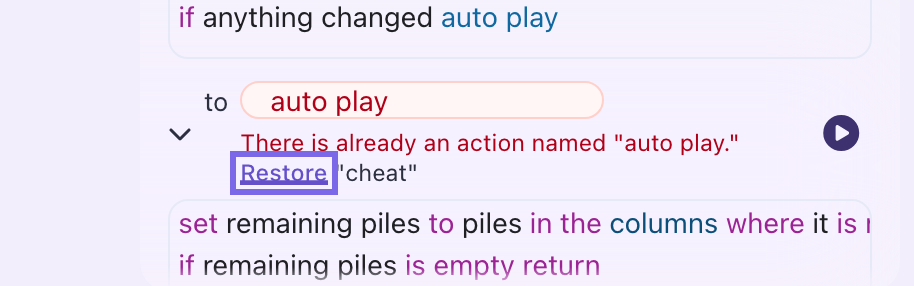 if anything changed auto play
to auto play
There is already an action named "auto play."
Restore "cheat"
set remaining piles to piles in the columns where it is
if remaining piles is empty return